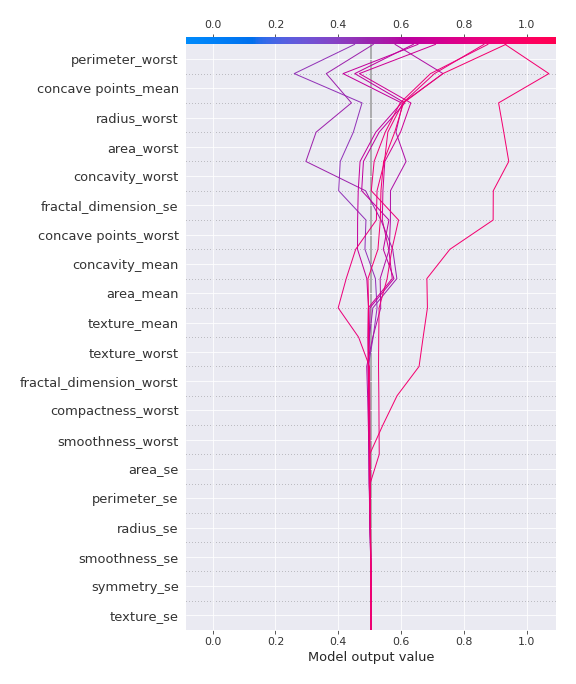 0.0 0.2 0.4 0.6 0.8 1.0
perimeter_worst
concave points_mean
radius_worst
area_worst
concavity_worst
fractal_dimension_se
concave points_worst
concavity_mean
area_mean
texture_mean
texture_worst
fractal_dimension_worst
compactness_worst
smoothness_worst
area_se
perimeter_se
radius_se
smoothness_se
symmetry_se
texture_se
0.0 0.2 0.4 0.6 0.8 1.0
Model output value